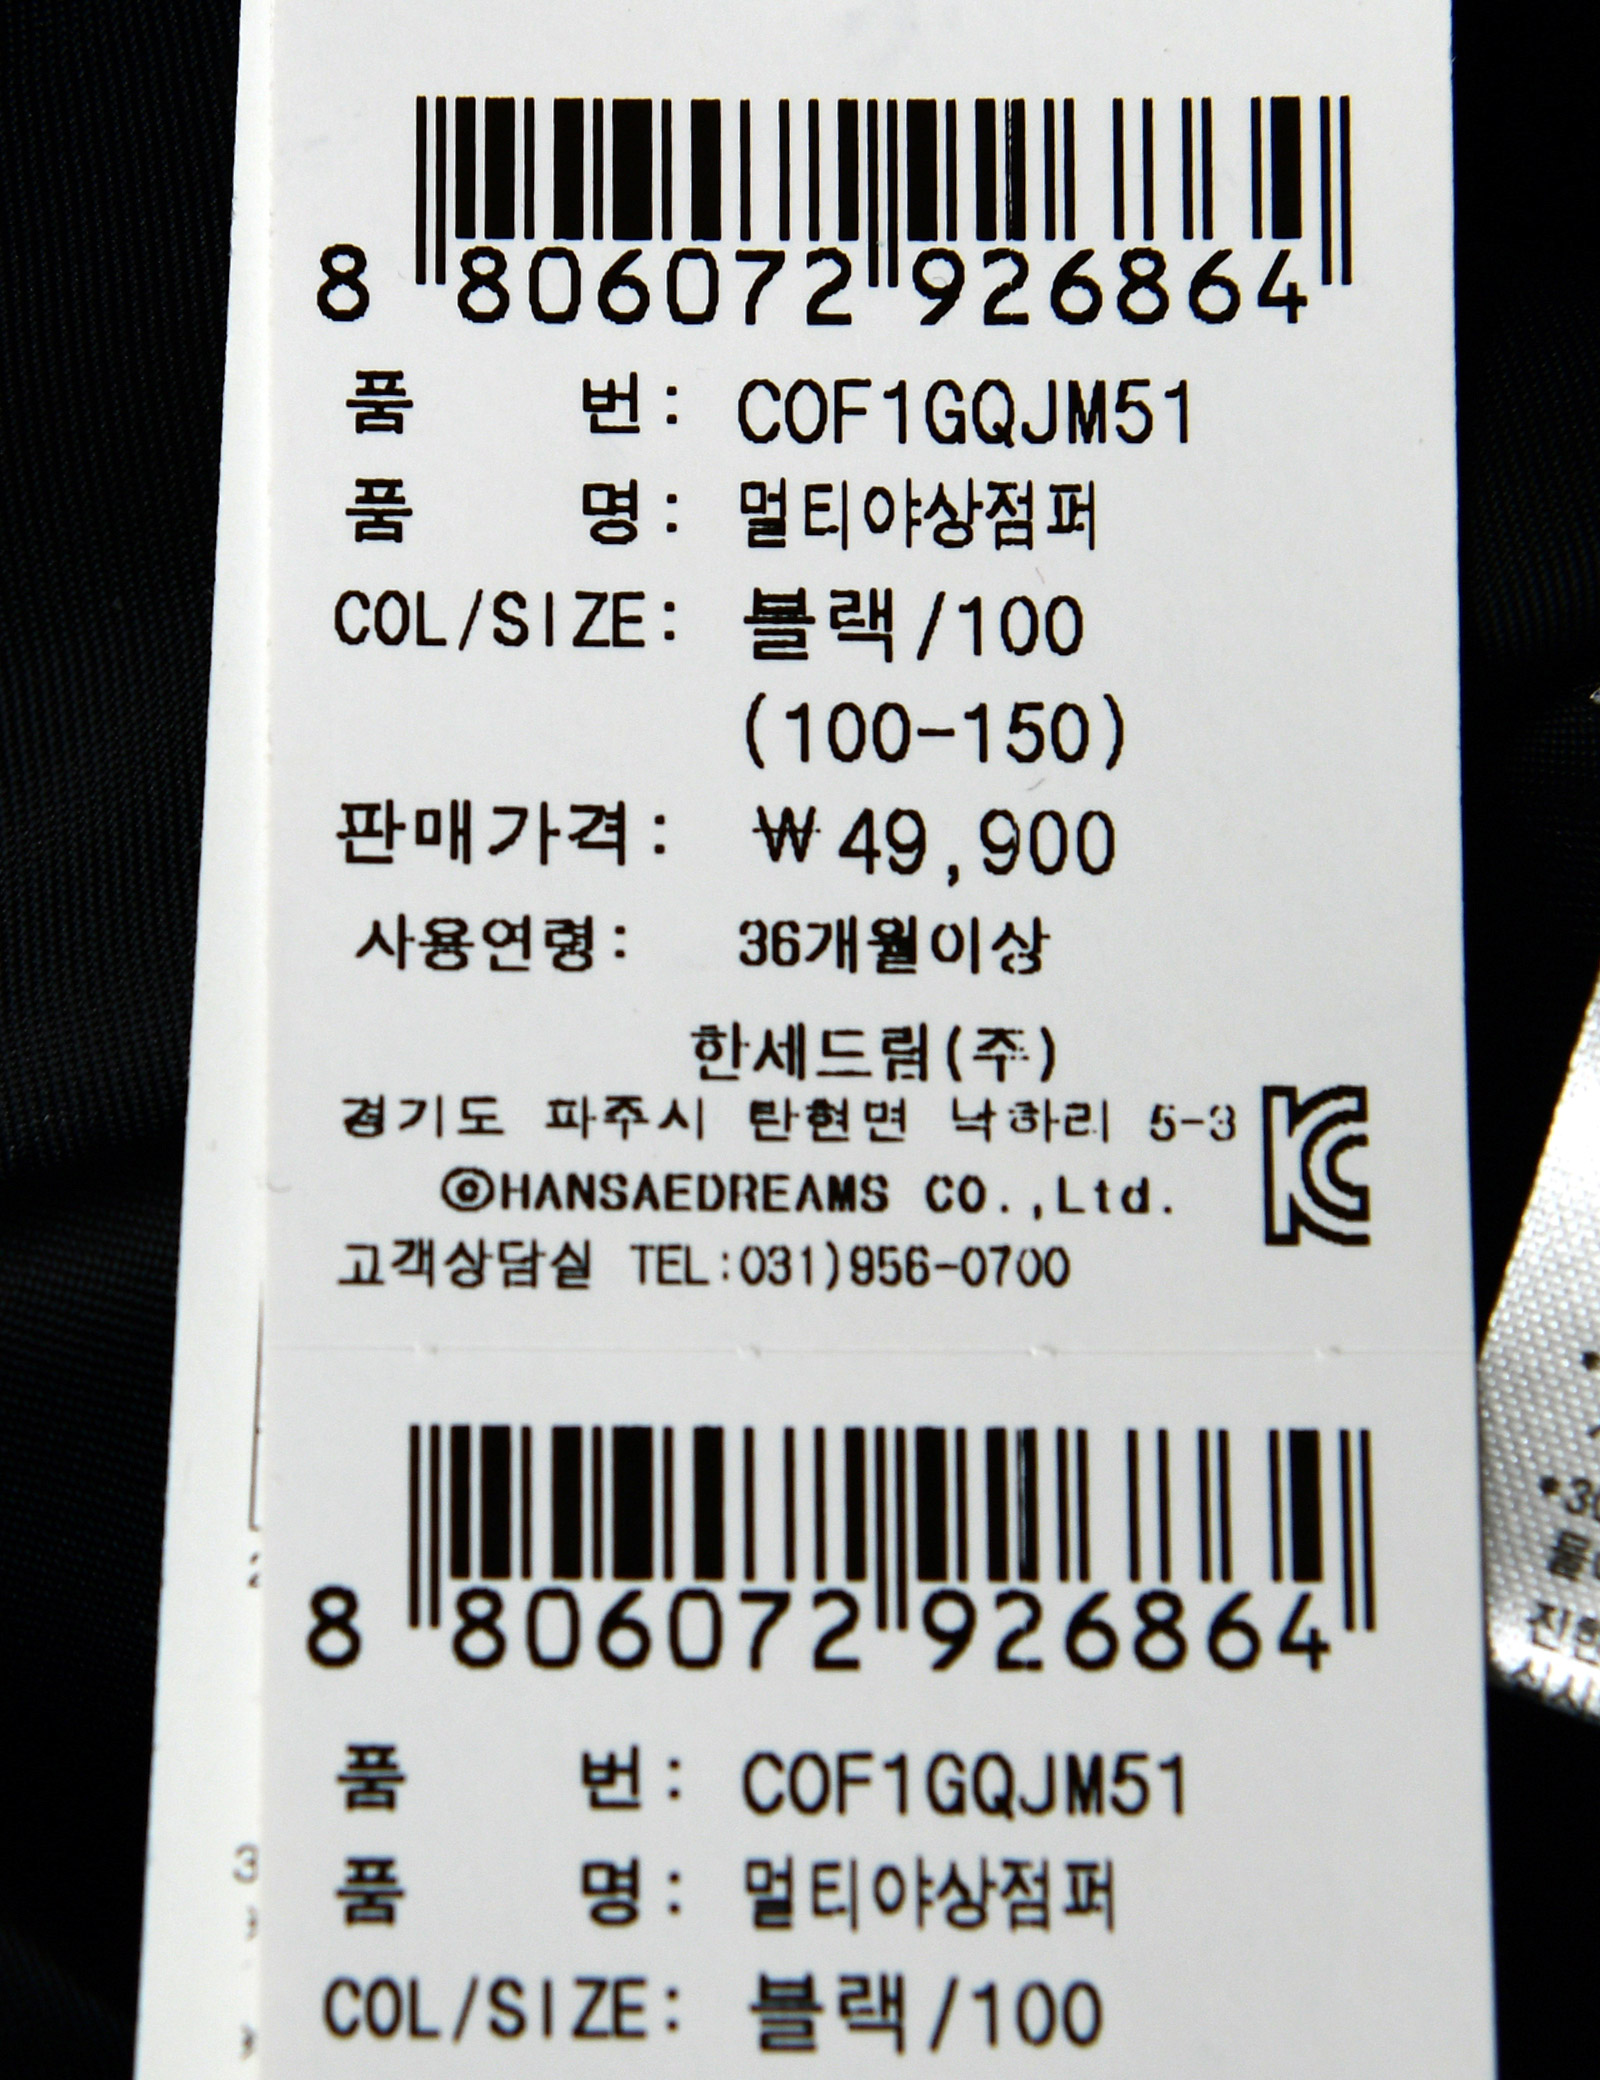 8 806072 926864
품 번: COF1GQJM51
품 명: 멀티야상점퍼
COL/SIZE: 블랙/100
(100-150)
판매가격: ₩49,900
사용연령: 36개월이상
한세드림(주)
경기도 파주시 탄현면 낙하리 5-3
ⓒHANSAEDREAMS CO.,Ltd.
고객상담실 TEL:031)956-0700
8 806072 926864
품 번: COF1GQJM51
품 명: 멀티야상점퍼
COL/SIZE: 블랙/100